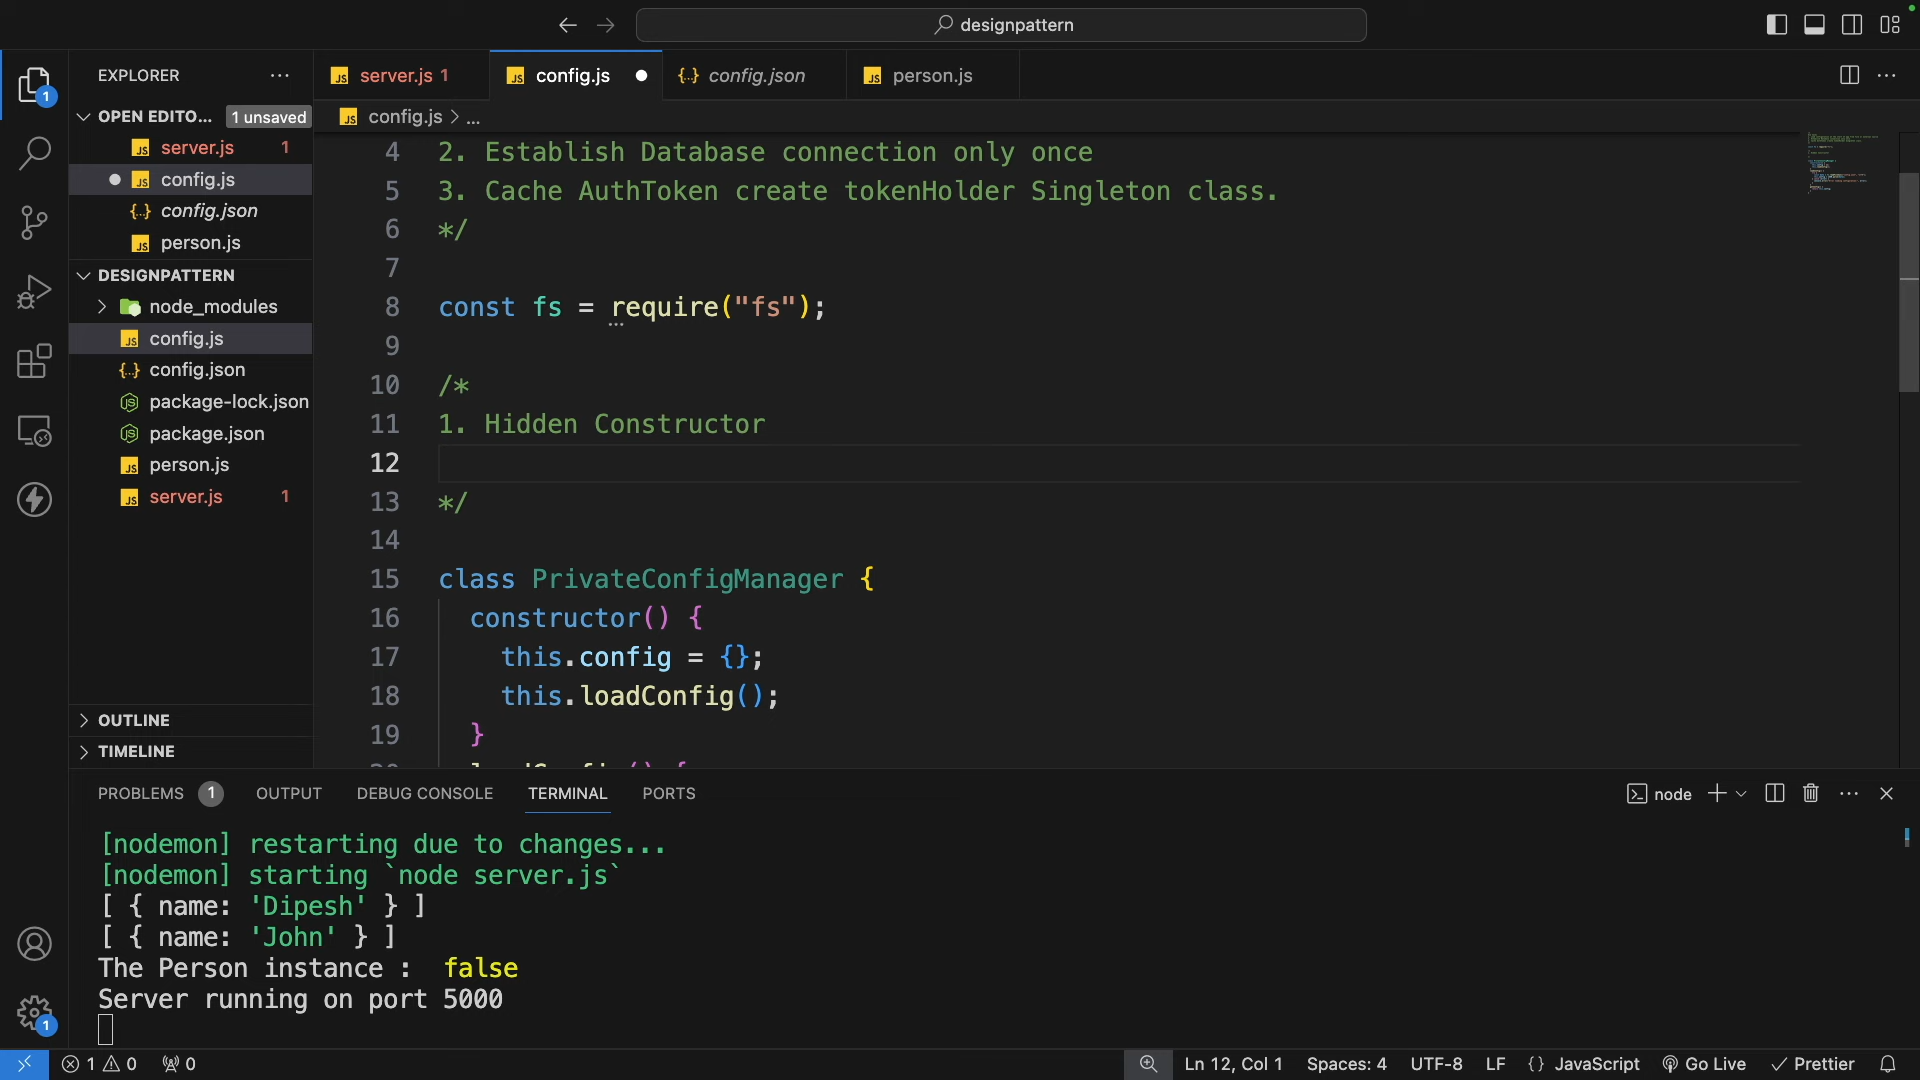 designpattern
EXPLORER
OPEN EDITO... 1 unsaved
server.js 1
config.js
config.json
person.js
DESIGNPATTERN
node_modules
config.js
config.json
package-lock.json
package.json
person.js
server.js 1
OUTLINE
TIMELINE
server.js 1 config.js config.json person.js
config.js > ...
4 2. Establish Database connection only once
5 3. Cache AuthToken create tokenHolder Singleton class.
6 */
7
8 const fs = require("fs");
9
10 /*
11 1. Hidden Constructor
12
13 */
14
15 class PrivateConfigManager {
16 constructor() {
17 this.config = {};
18 this.loadConfig();
19 }
PROBLEMS 1 OUTPUT DEBUG CONSOLE TERMINAL PORTS node
[nodemon] restarting due to changes...
[nodemon] starting `node server.js`
[ { name: 'Dipesh' } ]
[ { name: 'John' } ]
The Person instance : false
Server running on port 5000
1 0 0 Ln 12, Col 1 Spaces: 4 UTF-8 LF {} JavaScript Go Live Prettier